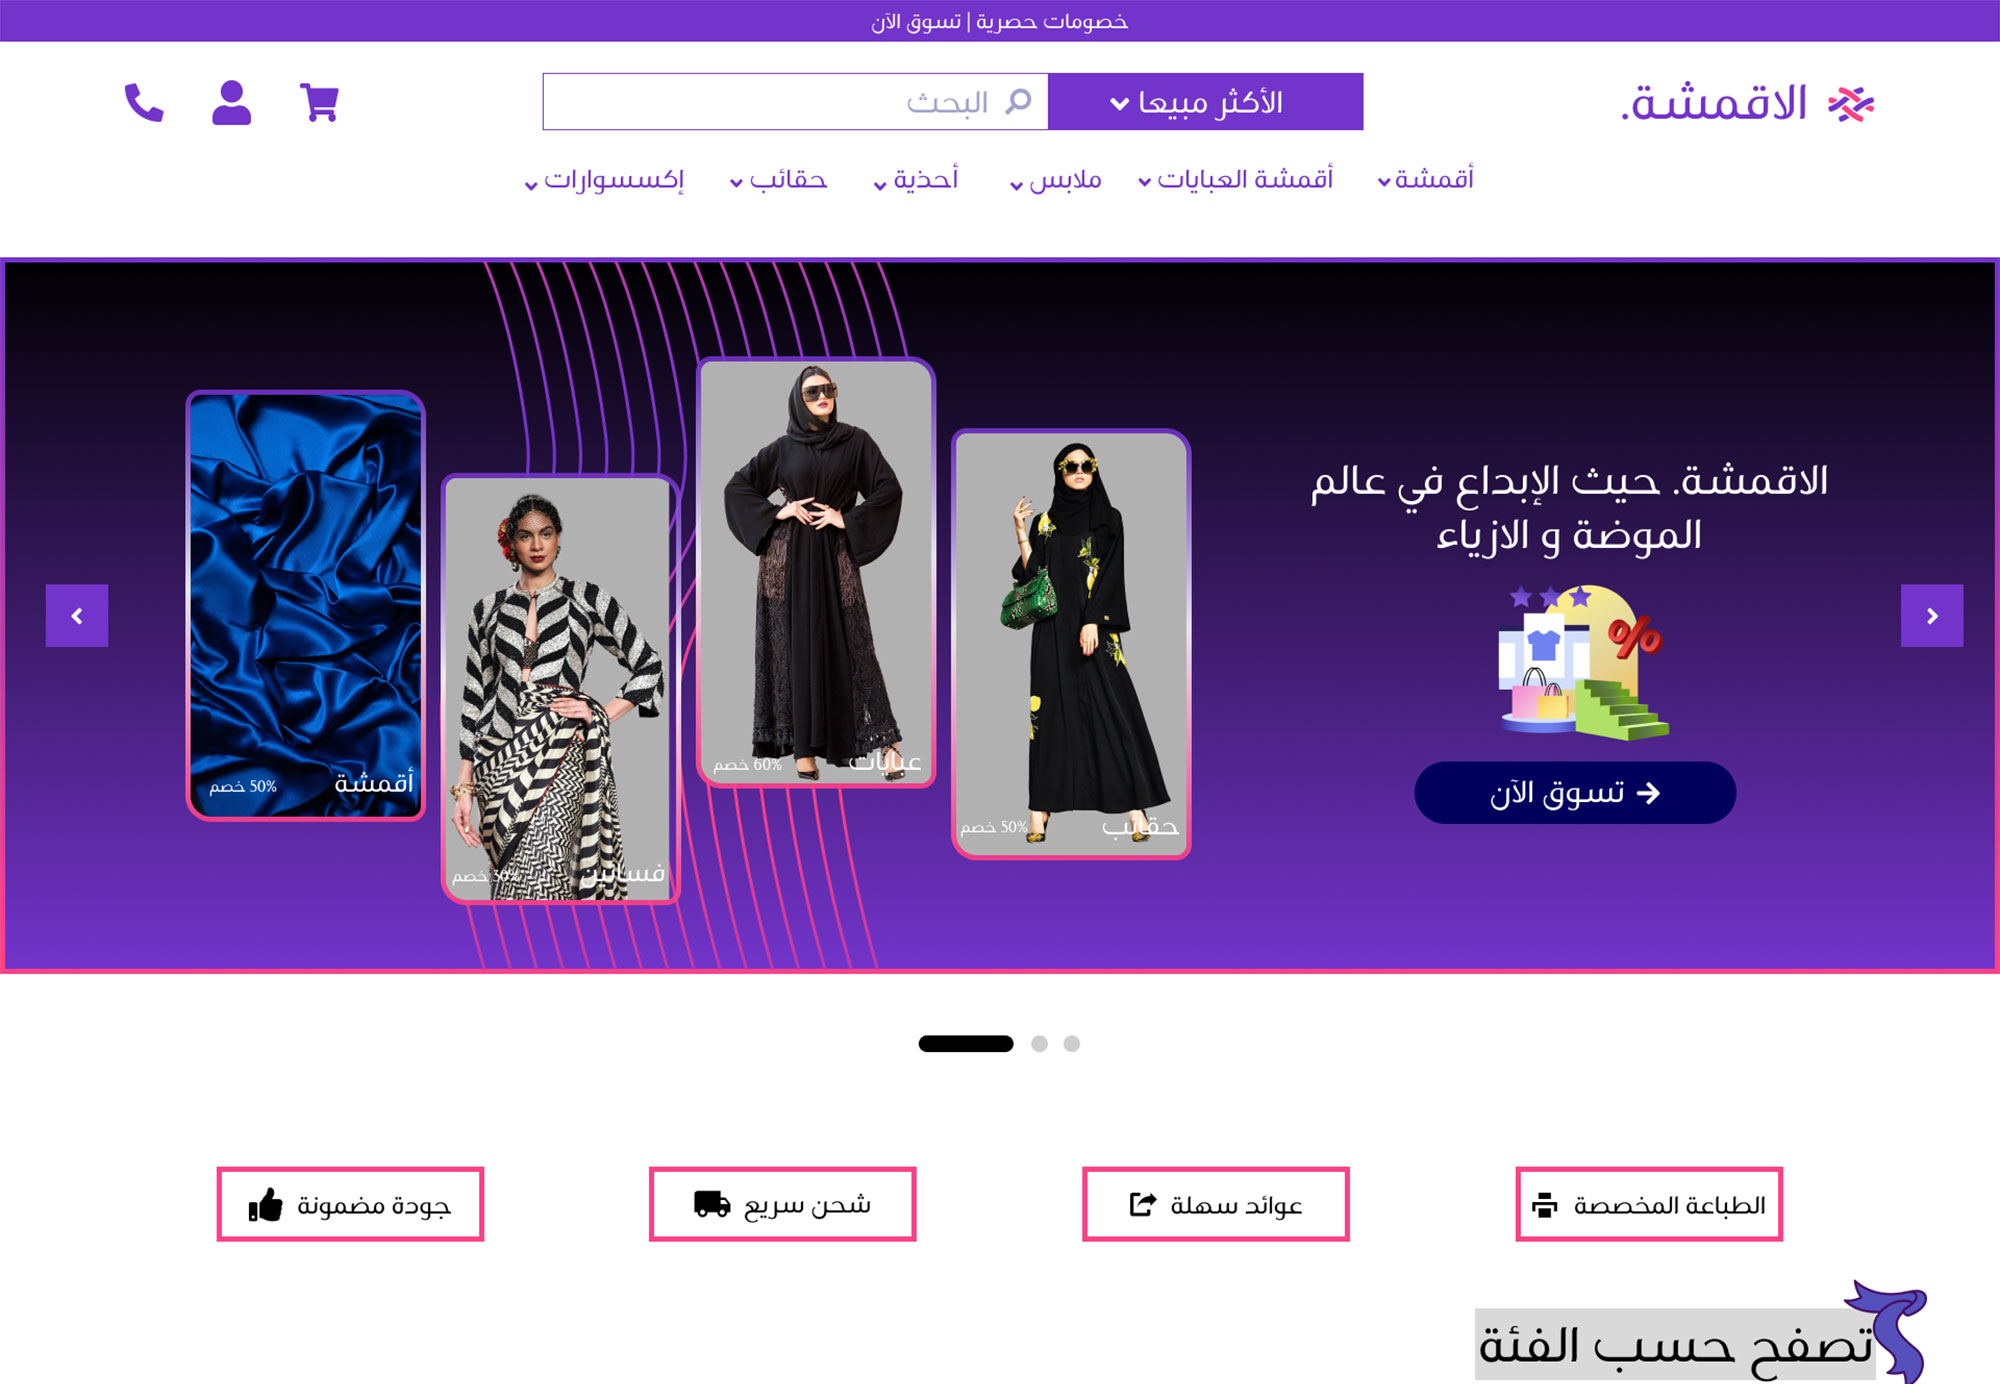 خصومات حصرية | تسوق الآن
الاقمشة.
الأكثر مبيعا
البحث
أقمشة
أقمشة العبايات
ملابس
أحذية
حقائب
إكسسوارات
الاقمشة. حيث الإبداع في عالم
الموضة و الازياء
تسوق الآن
حقائب
50% خصم
عبايات
60% خصم
فساتين
30% خصم
أقمشة
50% خصم
الطباعة المخصصة
عوائد سهلة
شحن سريع
جودة مضمونة
تصفح حسب الفئة